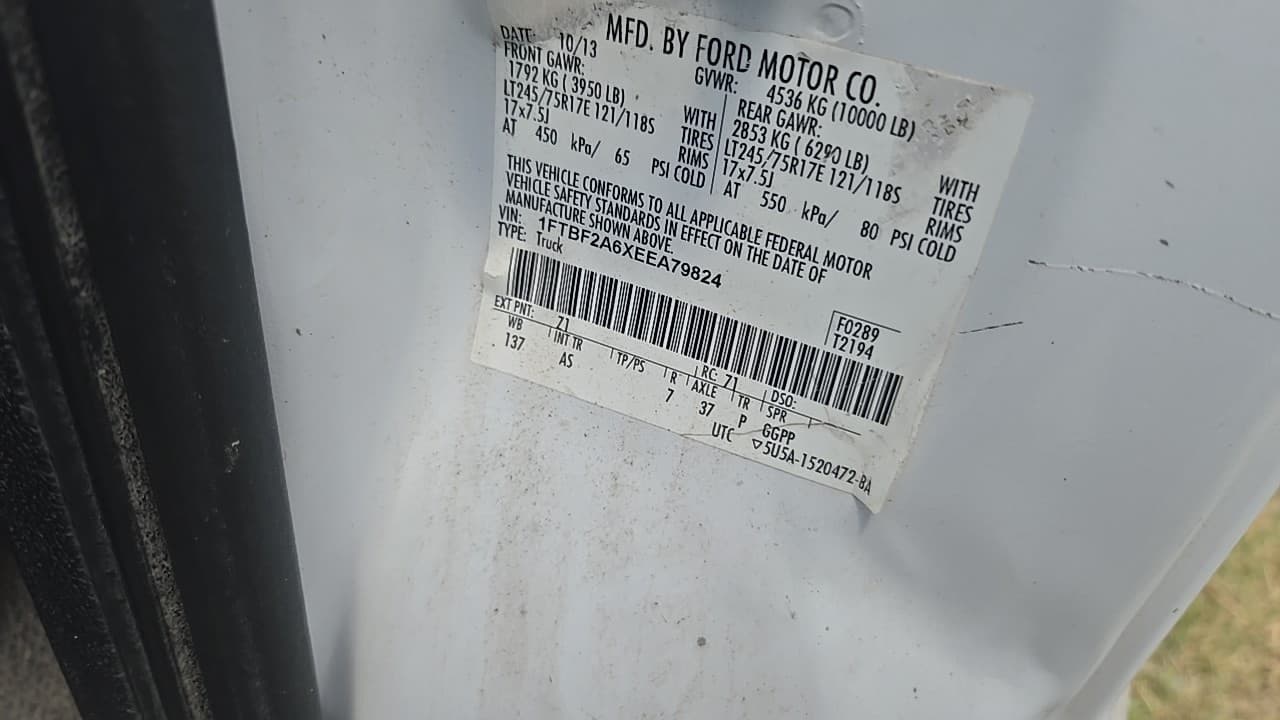 MFD. BY FORD MOTOR CO.
DATE: 10/13 GVWR: 4536 KG (10000 LB)
FRONT GAWR: REAR GAWR:
1792 KG ( 3950 LB) WITH 2853 KG ( 6290 LB) WITH
LT245/75R17E 121/118S TIRES LT245/75R17E 121/118S TIRES
17x7.5J RIMS 17x7.5J RIMS
AT 450 kPa/ 65 PSI COLD AT 550 kPa/ 80 PSI COLD
THIS VEHICLE CONFORMS TO ALL APPLICABLE FEDERAL MOTOR
VEHICLE SAFETY STANDARDS IN EFFECT ON THE DATE OF
MANUFACTURE SHOWN ABOVE.
VIN: 1FTBF2A6XEEA79824
TYPE: Truck
F0289
T2194
EXT PNT: Z1 RC: 71 DSO:
WB INT TR TP/PS R AXLE TR SPR
137 AS 7 37 P GGPP
UTC ▽5U5A-1520472-BA